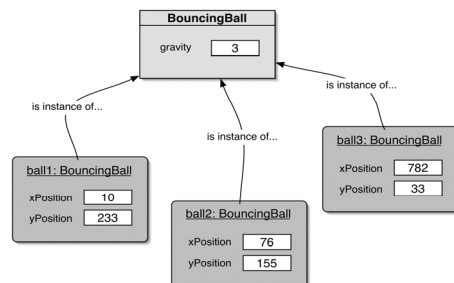 BouncingBall
gravity 3
is instance of...
is instance of...
is instance of...
ball1: BouncingBall
xPosition 10
yPosition 233
ball2: BouncingBall
xPosition 76
yPosition 155
ball3: BouncingBall
xPosition 782
yPosition 33